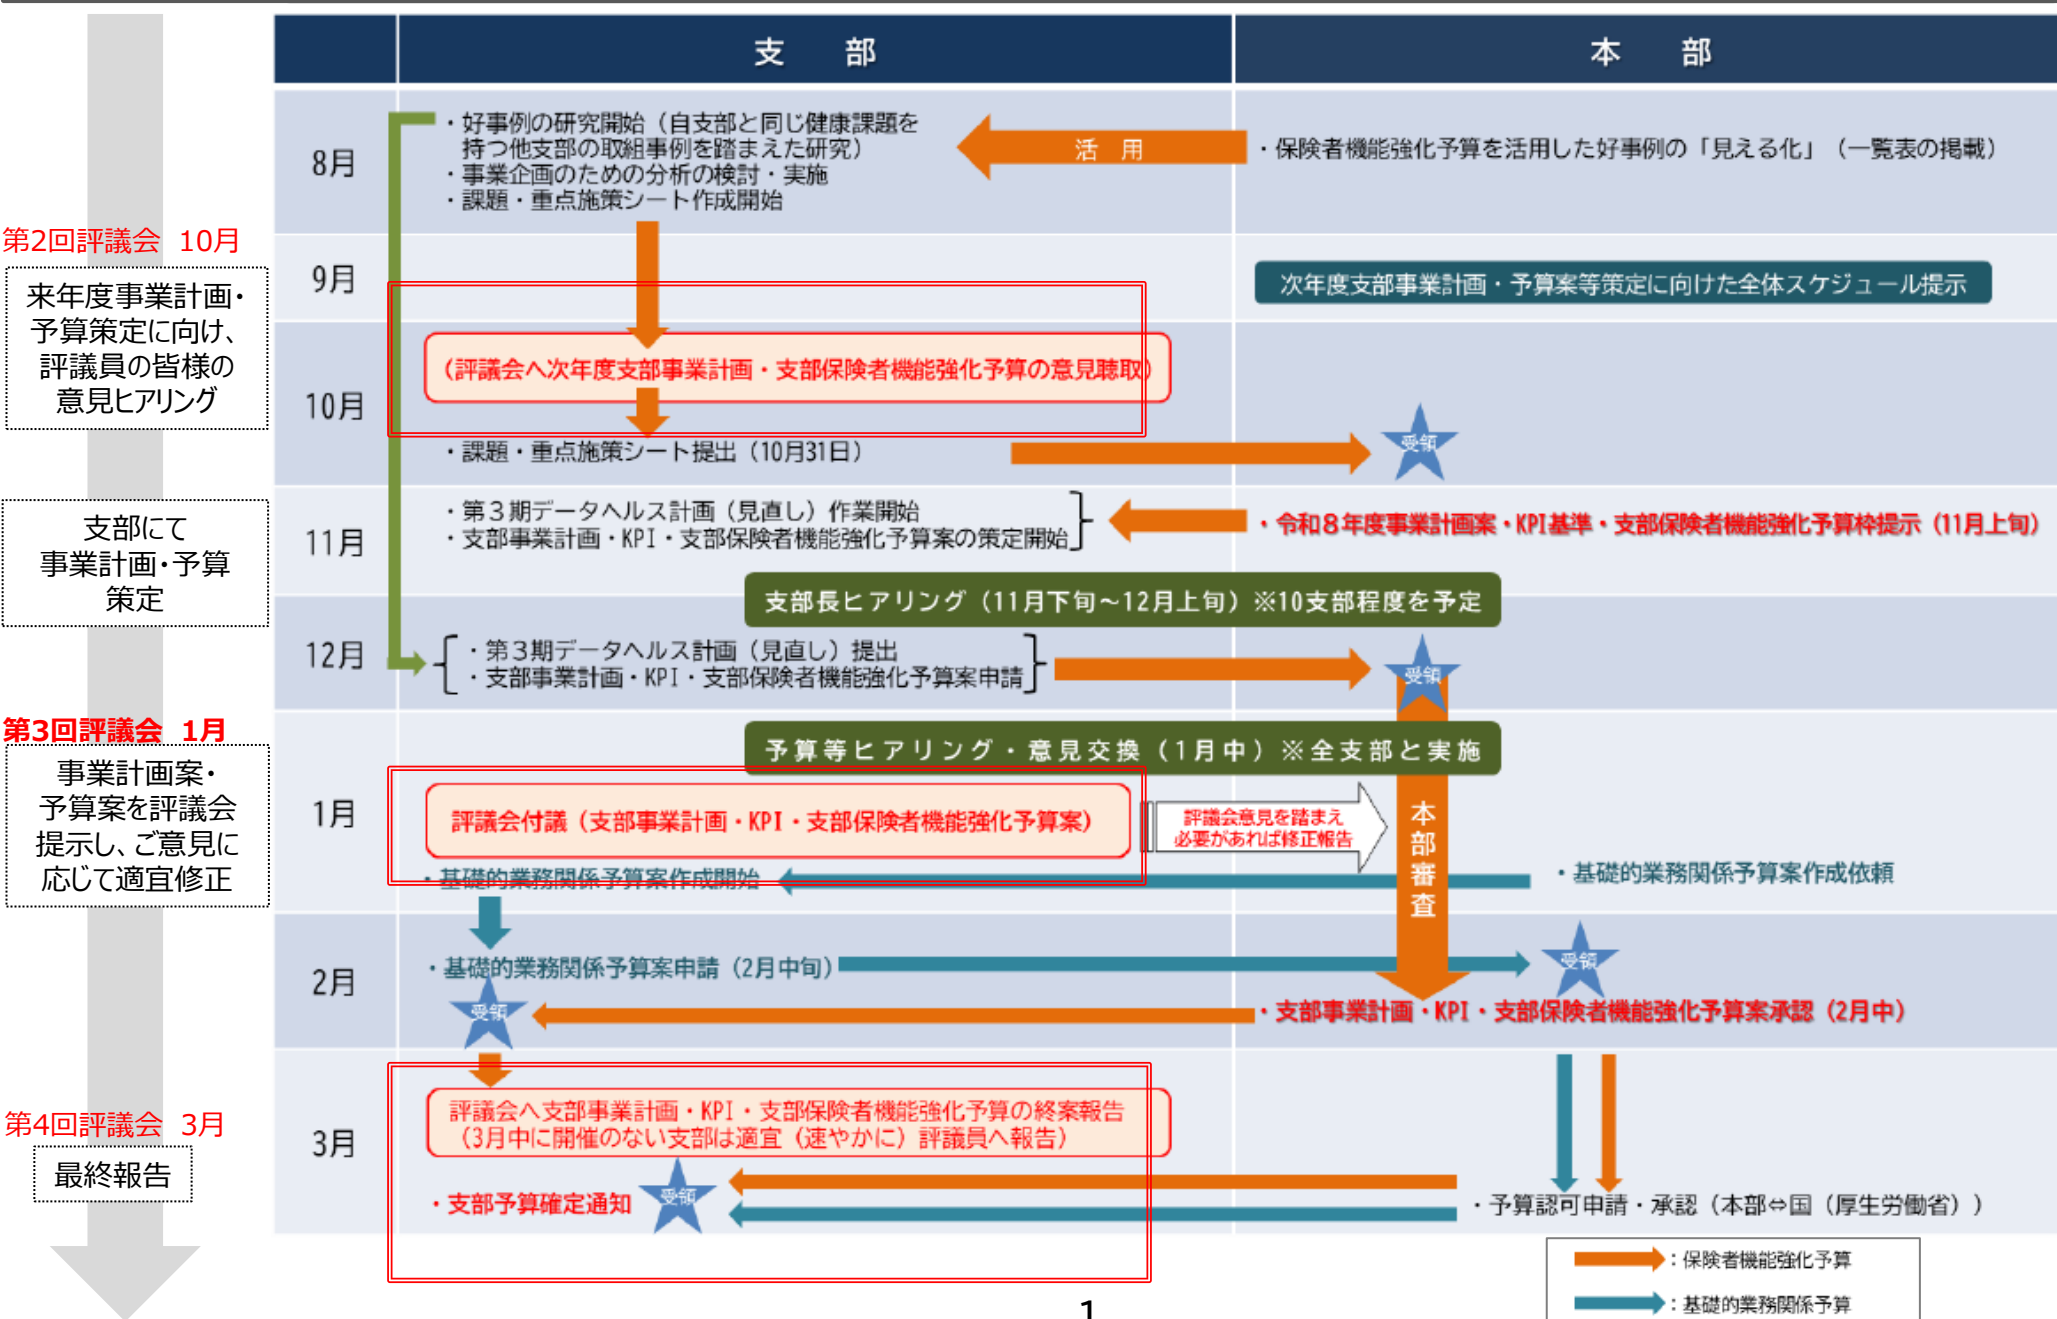 支　部
本　部
8月
・好事例の研究開始（自支部と同じ健康課題を
持つ他支部の取組事例を踏まえた研究）
・事業企画のための分析の検討・実施
・課題・重点施策シート作成開始
活　用
・保険者機能強化予算を活用した好事例の「見える化」（一覧表の掲載）
第2回評議会 10月
来年度事業計画・
予算策定に向け、
評議員の皆様の
意見ヒアリング
9月
次年度支部事業計画・予算案等策定に向けた全体スケジュール提示
10月
（評議会へ次年度支部事業計画・支部保険者機能強化予算の意見聴取）
・課題・重点施策シート提出（10月31日）
受領
支部にて
事業計画・予算
策定
11月
・第３期データヘルス計画（見直し）作業開始
・支部事業計画・KPI・支部保険者機能強化予算案の策定開始
・令和８年度事業計画案・KPI基準・支部保険者機能強化予算枠提示（11月上旬）
支部長ヒアリング（11月下旬～12月上旬）※10支部程度を予定
12月
・第３期データヘルス計画（見直し）提出
・支部事業計画・KPI・支部保険者機能強化予算案申請
受領
第3回評議会 1月
事業計画案・
予算案を評議会
提示し、ご意見に
応じて適宜修正
予算等ヒアリング・意見交換（1月中）※全支部と実施
1月
評議会付議（支部事業計画・KPI・支部保険者機能強化予算案）
評議会意見を踏まえ
必要があれば修正報告
本部審査
・基礎的業務関係予算案作成開始
・基礎的業務関係予算案作成依頼
2月
・基礎的業務関係予算案申請（2月中旬）
受領
受領
・支部事業計画・KPI・支部保険者機能強化予算案承認（2月中）
第4回評議会 3月
最終報告
3月
評議会へ支部事業計画・KPI・支部保険者機能強化予算の終案報告
（3月中に開催のない支部は適宜（速やかに）評議員へ報告）
・支部予算確定通知
受領
・予算認可申請・承認（本部⇔国（厚生労働省））
：保険者機能強化予算
：基礎的業務関係予算
1